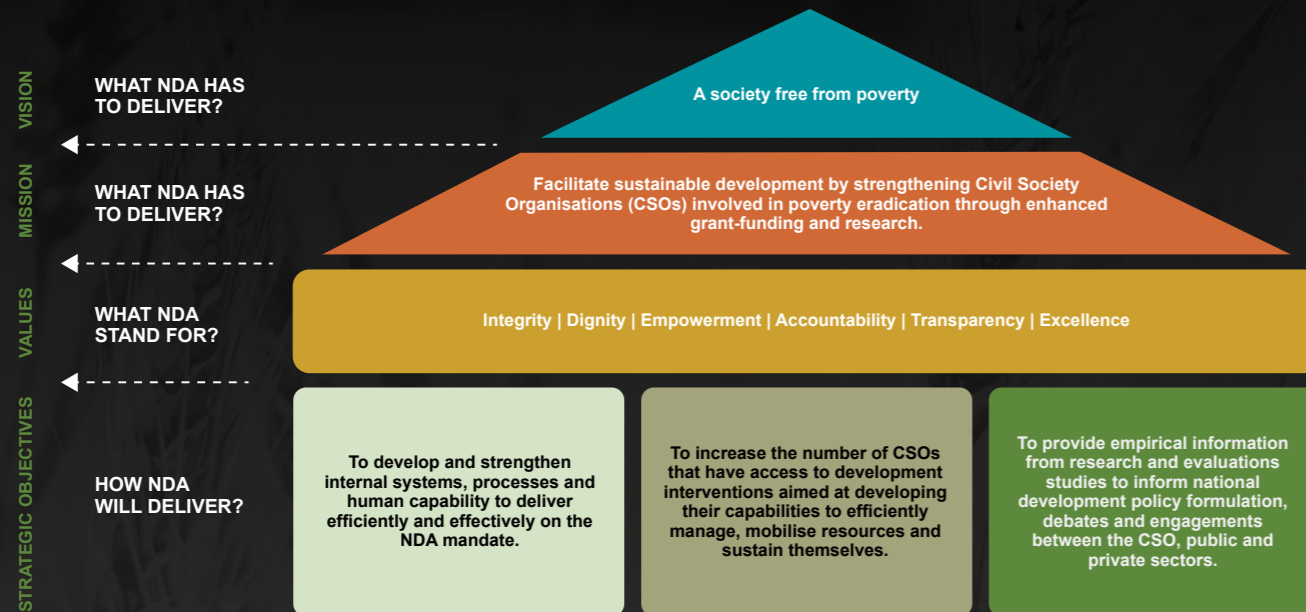 VISION
WHAT NDA HAS
TO DELIVER?
A society free from poverty
MISSION
WHAT NDA HAS
TO DELIVER?
Facilitate sustainable development by strengthening Civil Society
Organisations (CSOs) involved in poverty eradication through enhanced
grant-funding and research.
VALUES
WHAT NDA
STAND FOR?
Integrity | Dignity | Empowerment | Accountability | Transparency | Excellence
STRATEGIC OBJECTIVES
HOW NDA
WILL DELIVER?
To develop and strengthen
internal systems, processes and
human capability to deliver
efficiently and effectively on the
NDA mandate.
To increase the number of CSOs
that have access to development
interventions aimed at developing
their capabilities to efficiently
manage, mobilise resources and
sustain themselves.
To provide empirical information
from research and evaluations
studies to inform national
development policy formulation,
debates and engagements
between the CSO, public and
private sectors.